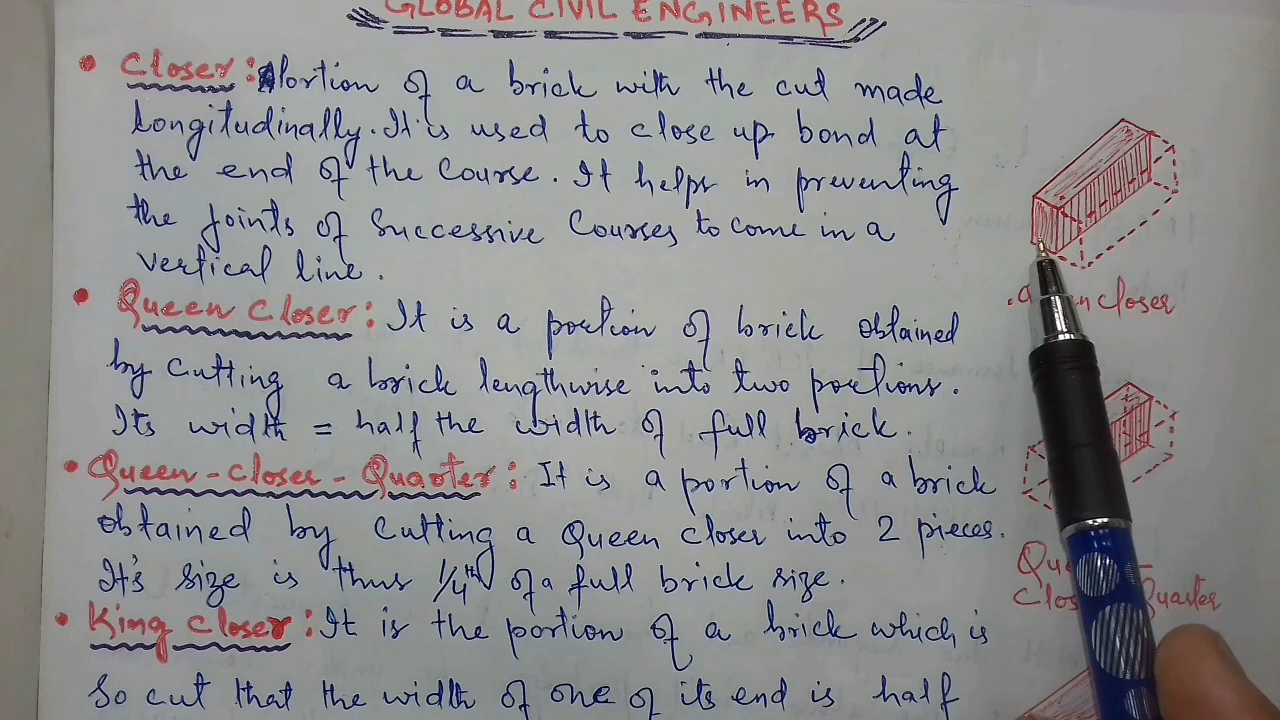 GLOBAL CIVIL ENGINEERS
• Closer: Portion of a brick with the cut made
longitudinally. It is used to close up bond at
the end of the Course. It helps in preventing
the joints of Successive Courses to come in a
vertical line.
• Queen Closer: It is a portion of brick obtained
by Cutting a brick lengthwise into two portions.
Its width = half the width of full brick.
• Queen-Closer-Quarter: It is a portion of a brick
obtained by Cutting a Queen Closer into 2 pieces.
It's size is thus 1/4th of a full brick size.
• King Closer: It is the portion of a brick which is
So cut that the width of one of its end is half
closer
Quarter